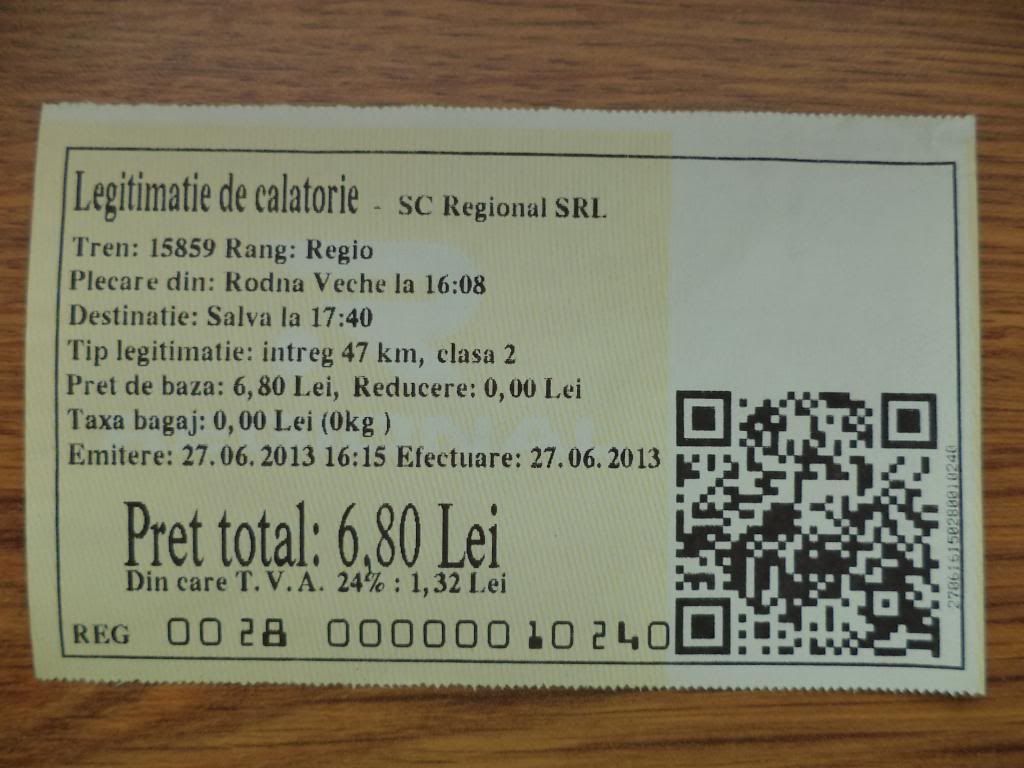 Legitimatie de calatorie - SC Regional SRL
Tren: 15859 Rang: Regio
Plecare din: Rodna Veche la 16:08
Destinatie: Salva la 17:40
Tip legitimatie: intreg 47 km, clasa 2
Pret de baza: 6,80 Lei, Reducere: 0,00 Lei
Taxa bagaj: 0,00 Lei (0kg )
Emitere: 27.06.2013 16:15 Efectuare: 27.06.2013
Pret total: 6,80 Lei
Din care T.V.A. 24% : 1,32 Lei
REG 0028 00000010240